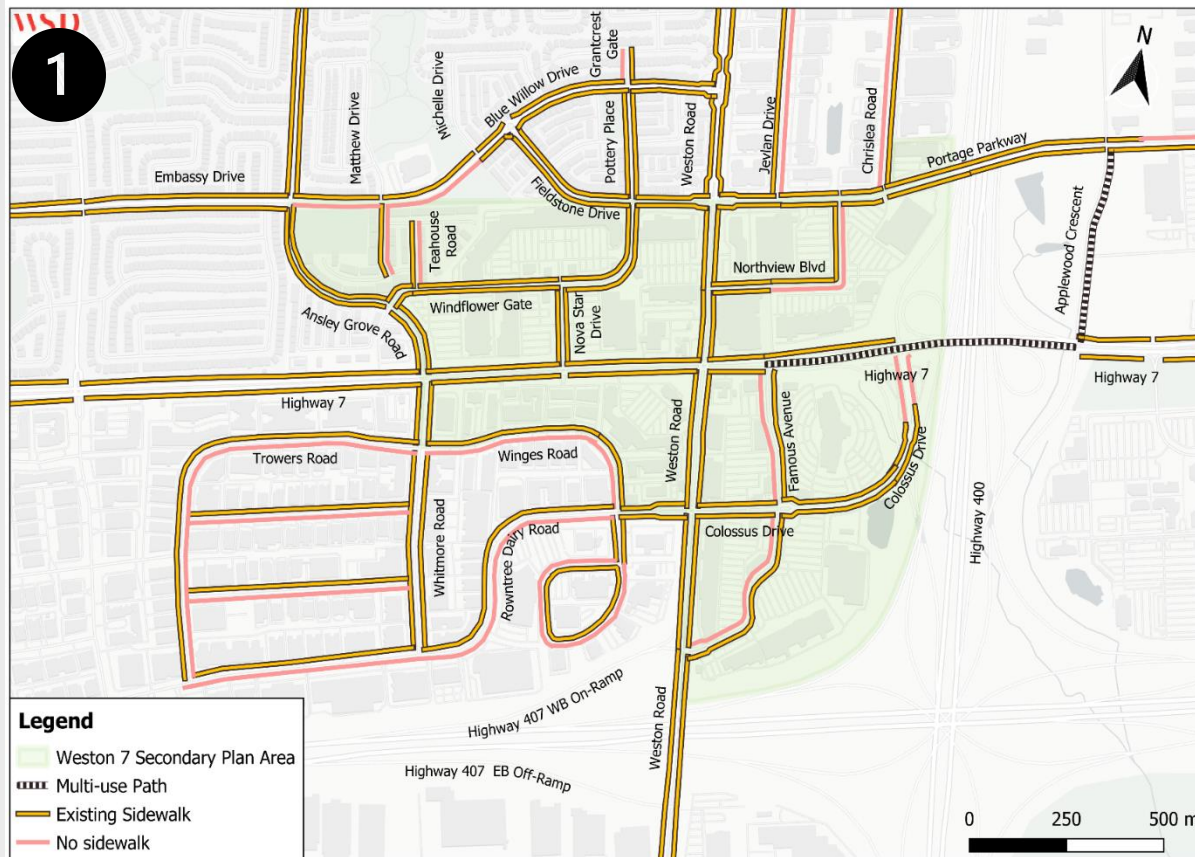 WSP
1
N
Grantcrest
Gate
Michelle Drive
Blue Willow Drive
Matthew Drive
Pottery Place
Weston Road
Jevlan Drive
Chrislea Road
Portage Parkway
Embassy Drive
Fieldstone Drive
Teahouse
Road
Northview Blvd
Applewood Crescent
Windflower Gate
Nova Star
Drive
Ansley Grove Road
Highway 7
Highway 7
Highway 7
Trowers Road
Winges Road
Weston Road
Famous Avenue
Colossus Drive
Whitmore Road
Rowntree Dairy Road
Colossus Drive
Highway 400
Highway 407 WB On-Ramp
Weston Road
Highway 407 EB Off-Ramp
Legend
Weston 7 Secondary Plan Area
Multi-use Path
Existing Sidewalk
No sidewalk
0 250 500 m